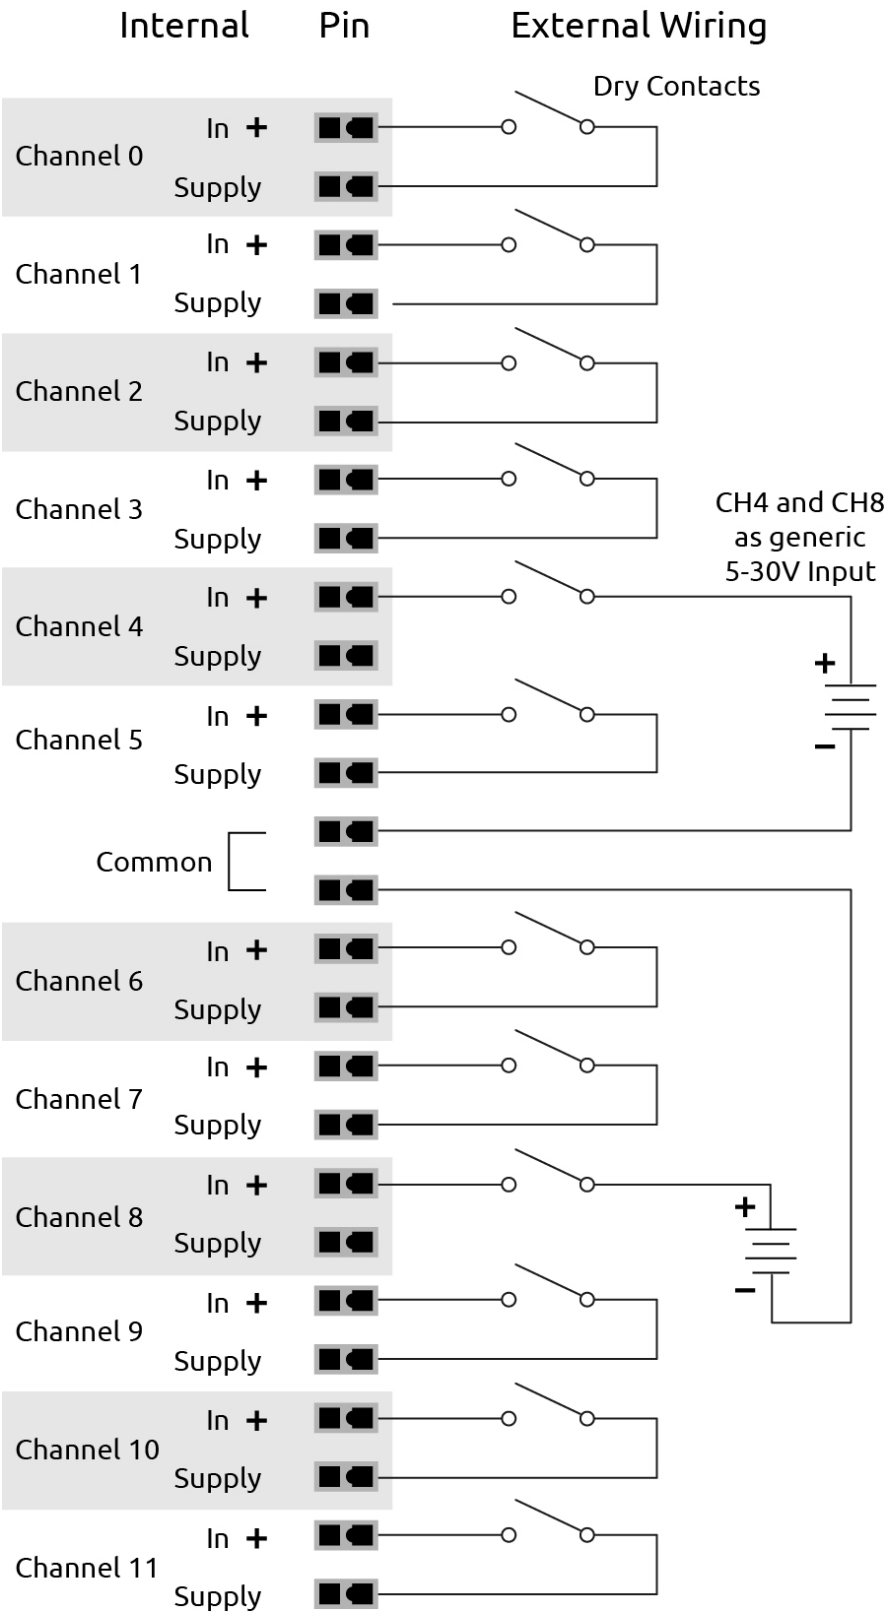 Internal Pin External Wiring
Dry Contacts
In +
Channel 0
Supply
In +
Channel 1
Supply
In +
Channel 2
Supply
In +
Channel 3
Supply
CH4 and CH8
as generic
5-30V Input
In +
Channel 4
Supply
+
In +
Channel 5
−
Supply
Common
In +
Channel 6
Supply
In +
Channel 7
Supply
In +
Channel 8
+
Supply
−
In +
Channel 9
Supply
In +
Channel 10
Supply
In +
Channel 11
Supply